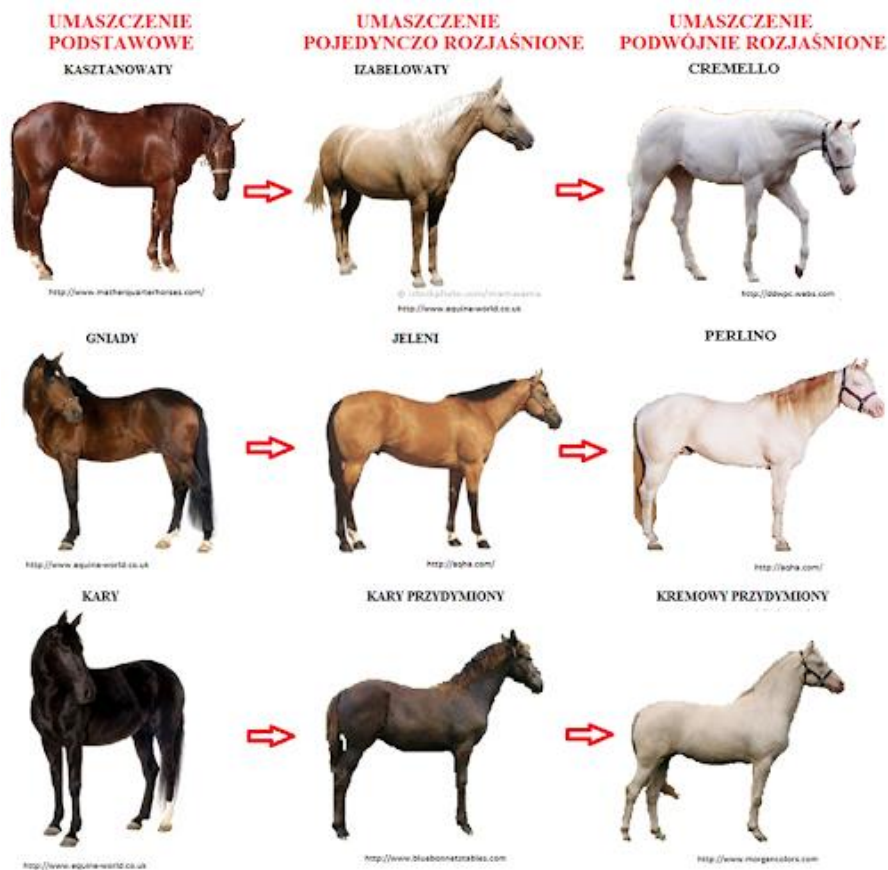 UMASZCZENIE
PODSTAWOWE
UMASZCZENIE
POJEDYNCZO ROZJAŚNIONE
UMASZCZENIE
PODWÓJNIE ROZJAŚNIONE
KASZTANOWATY
IZABELOWATY
CREMELLO
http://www.matherquarterhorses.com/
http://www.equine-world.co.uk
http://ddwpc.webs.com
GNIADY
JELENI
PERLINO
http://www.equine-world.co.uk
http://aqha.com/
http://aqha.com/
KARY
KARY PRZYDYMIONY
KREMOWY PRZYDYMIONY
http://www.equine-world.co.uk
http://www.bluebonnetstables.com
http://www.morgancolors.com